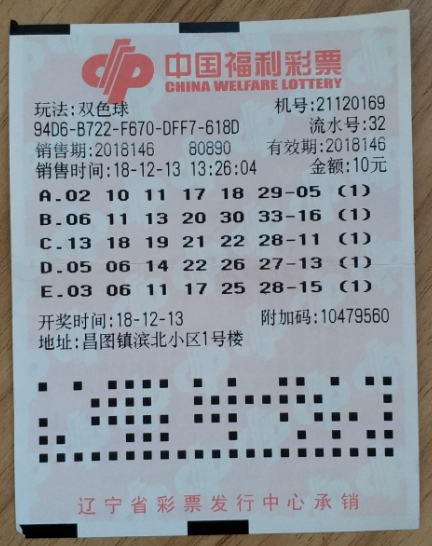 中国福利彩票
CHINA WELFARE LOTTERY
玩法:双色球 机号:21120169
94D6-B722-F670-DFF7-618D 流水号:32
销售期:2018146 80890 有效期:2018146
销售时间:18-12-13 13:26:04 金额:10元
A.02 10 11 17 18 29-05 (1)
B.06 11 13 20 30 33-16 (1)
C.13 18 19 21 22 28-11 (1)
D.05 06 14 22 26 27-13 (1)
E.03 06 11 17 25 28-15 (1)
开奖时间:18-12-13 附加码:10479560
地址:昌图镇滨北小区1号楼
辽宁省彩票发行中心承销